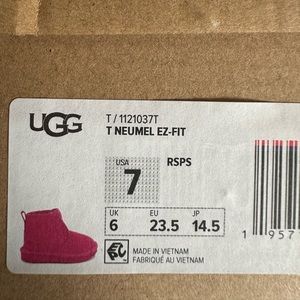 UGG
T / 1121037T
T NEUMEL EZ-FIT
USA
7
RSPS
UK EU JP
6 23.5 14.5
MADE IN VIETNAM
FABRIQUÉ AU VIETNAM
1 957